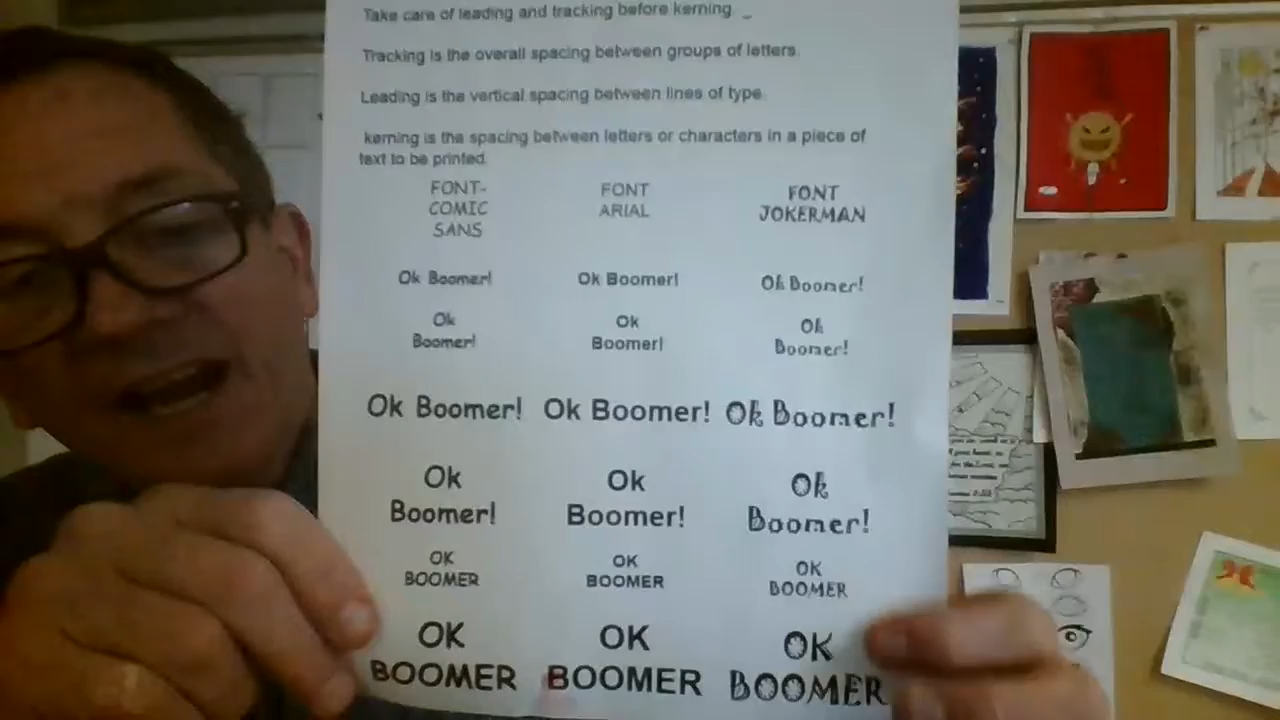 Take care of leading and tracking before kerning. _
Tracking is the overall spacing between groups of letters.
Leading is the vertical spacing between lines of type.
kerning is the spacing between letters or characters in a piece of
text to be printed.
FONT-
COMIC
SANS
FONT
ARIAL
FONT
JOKERMAN
Ok Boomer! Ok Boomer! Ok Boomer!
Ok
Boomer!
Ok
Boomer!
Ok
Boomer!
Ok Boomer! Ok Boomer! Ok Boomer!
Ok
Boomer!
Ok
Boomer!
Ok
Boomer!
OK
BOOMER
OK
BOOMER
OK
BOOMER
OK
BOOMER
OK
BOOMER
OK
BOOMER